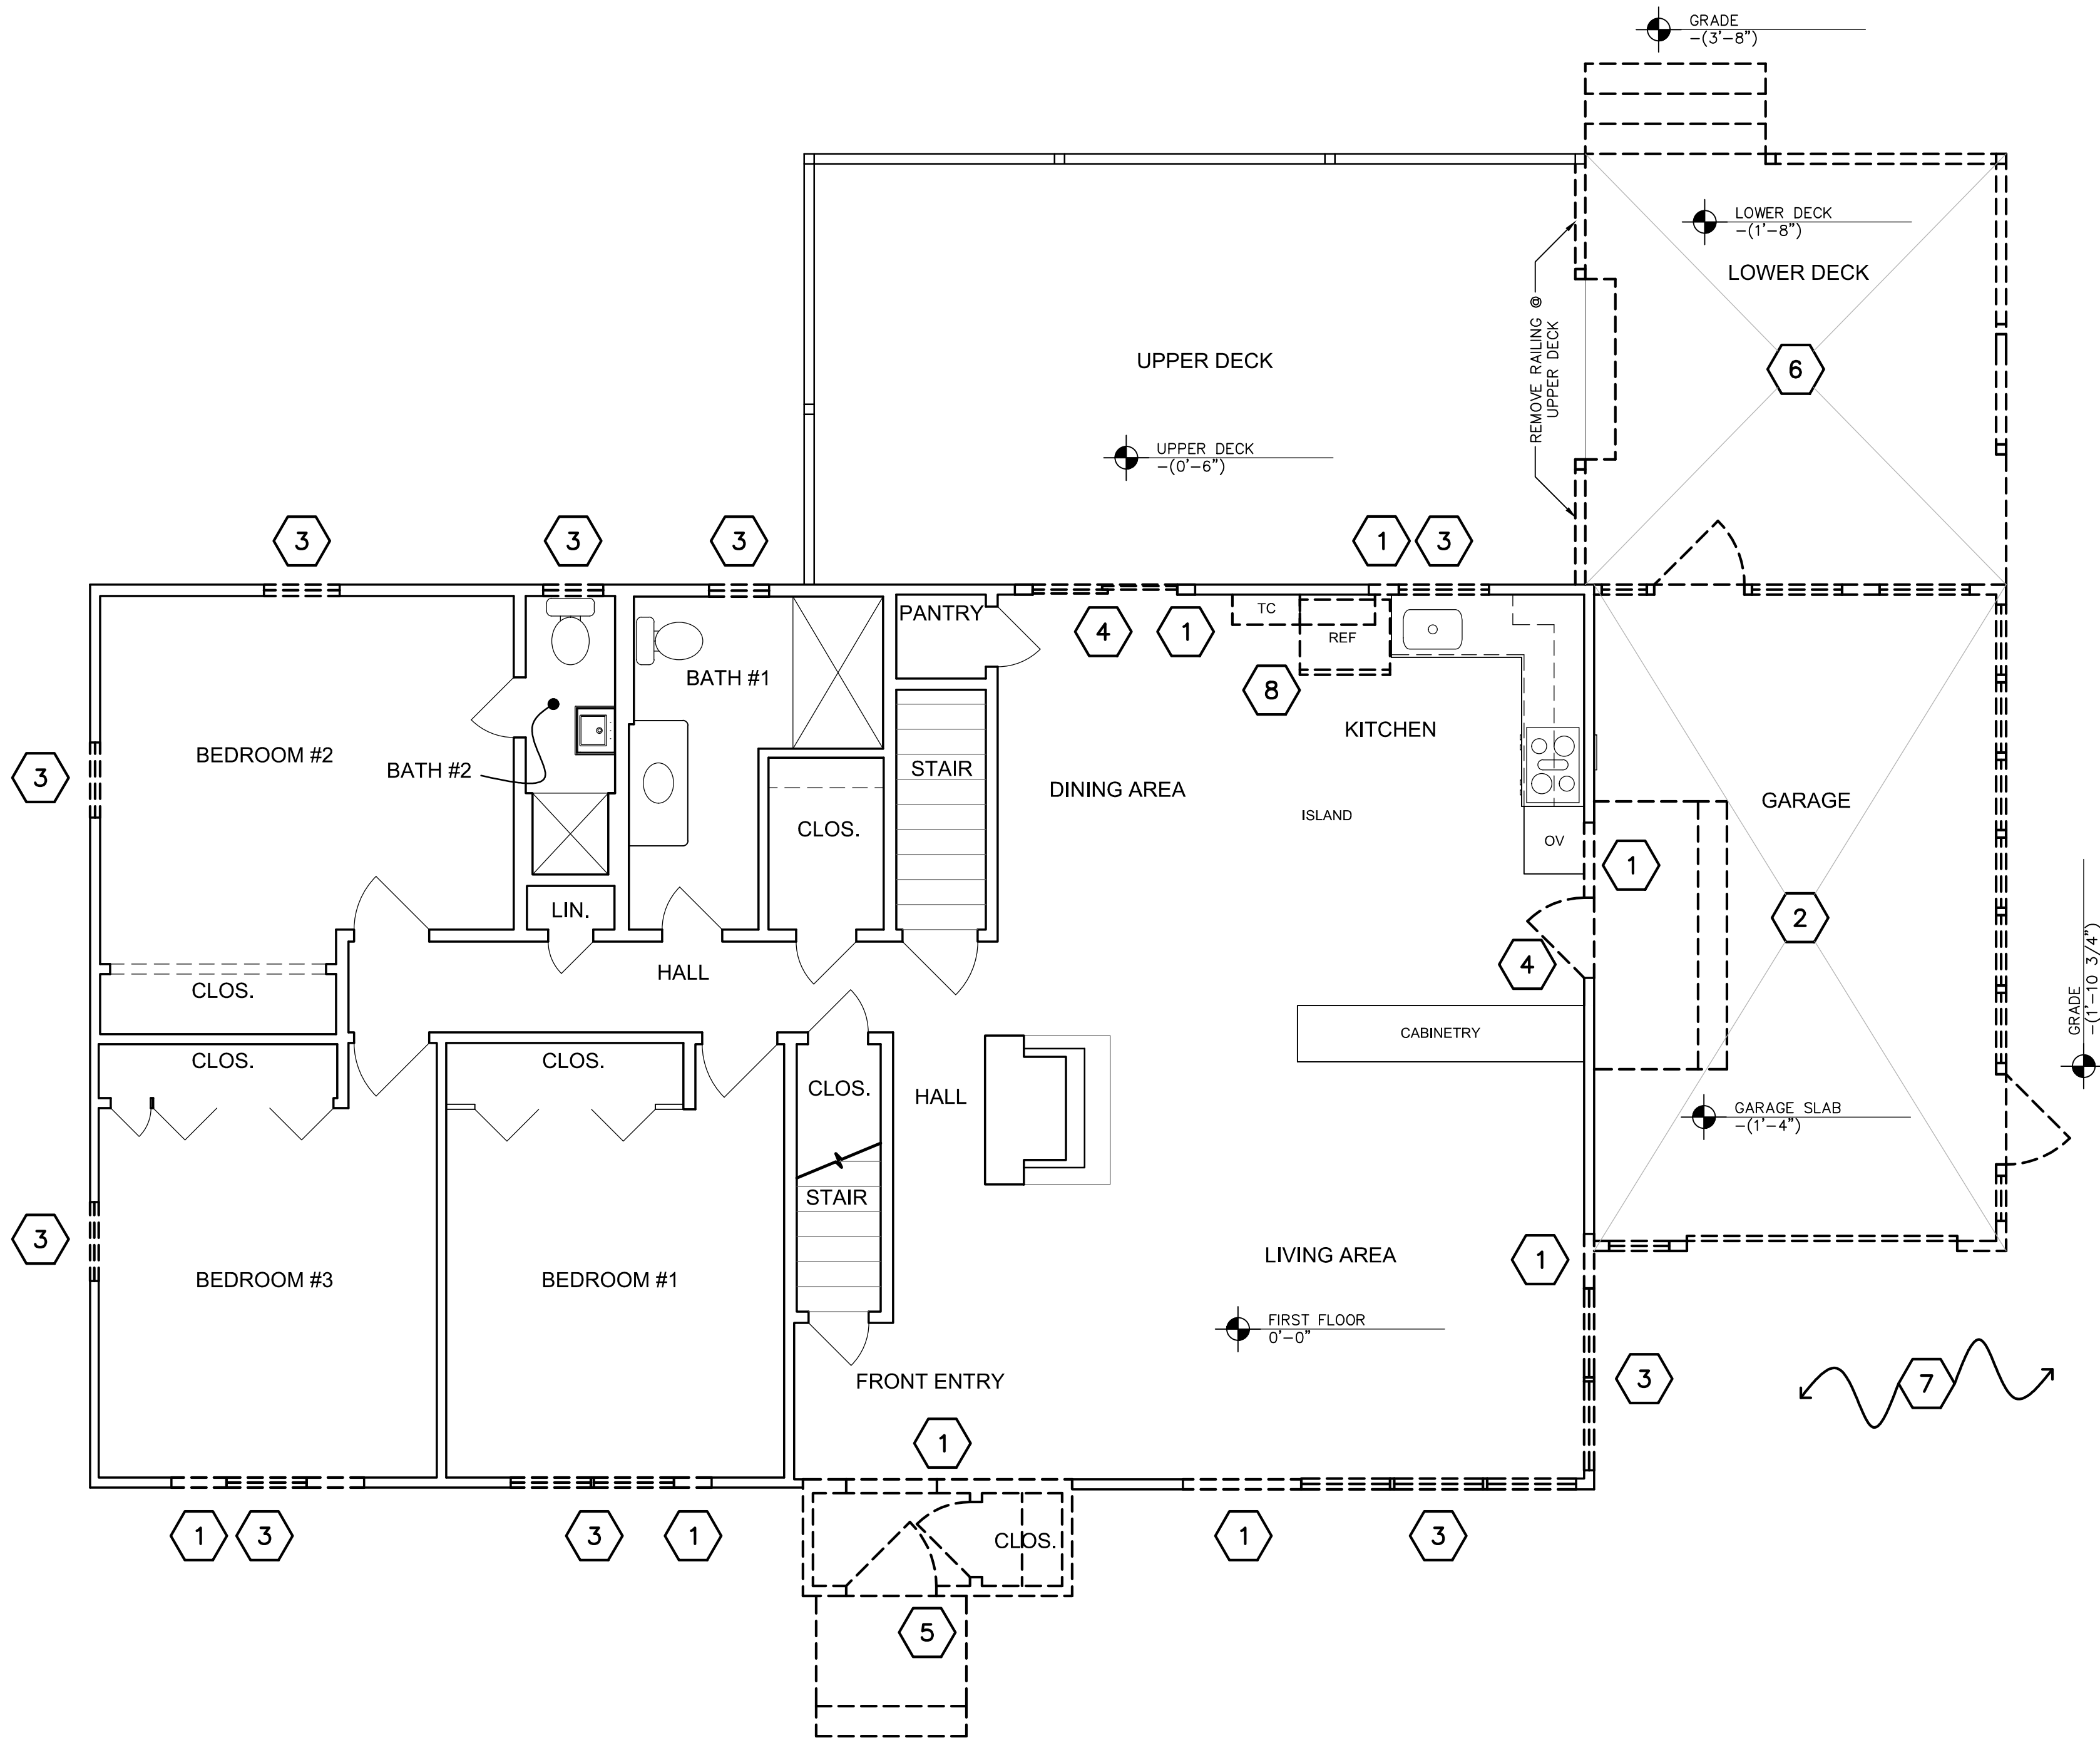 GRADE
-(3'-8")
LOWER DECK
-(1'-8")
LOWER DECK
REMOVE RAILING @
UPPER DECK
UPPER DECK
6
UPPER DECK
-(0'-6")
3
3
3
1
3
PANTRY
4
1
TC
REF
8
BATH #1
KITCHEN
BEDROOM #2
BATH #2
STAIR
3
DINING AREA
ISLAND
GARAGE
CLOS.
OV
1
LIN.
2
4
HALL
CLOS.
GRADE
-(1'-10 3/4")
CABINETRY
CLOS.
CLOS.
CLOS.
HALL
GARAGE SLAB
-(1'-4")
STAIR
3
BEDROOM #3
BEDROOM #1
LIVING AREA
1
FIRST FLOOR
0'-0"
FRONT ENTRY
3
7
1
1
3
3
1
CLOS.
1
3
5